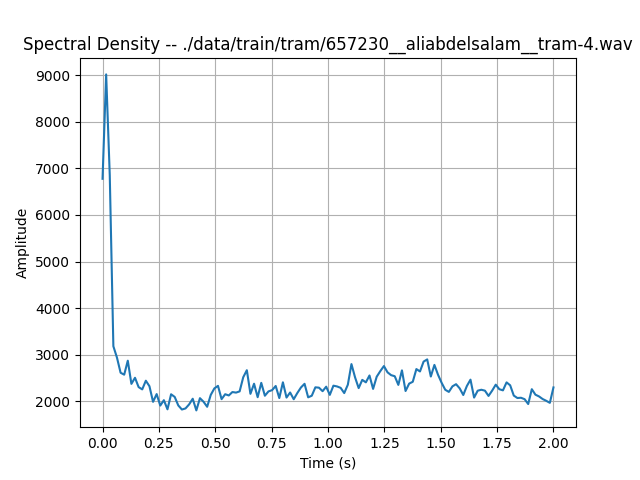 Spectral Density -- ./data/train/tram/657230__aliabdelsalam__tram-4.wav
9000
8000
7000
6000
5000
4000
3000
2000
Amplitude
0.00 0.25 0.50 0.75 1.00 1.25 1.50 1.75 2.00
Time (s)